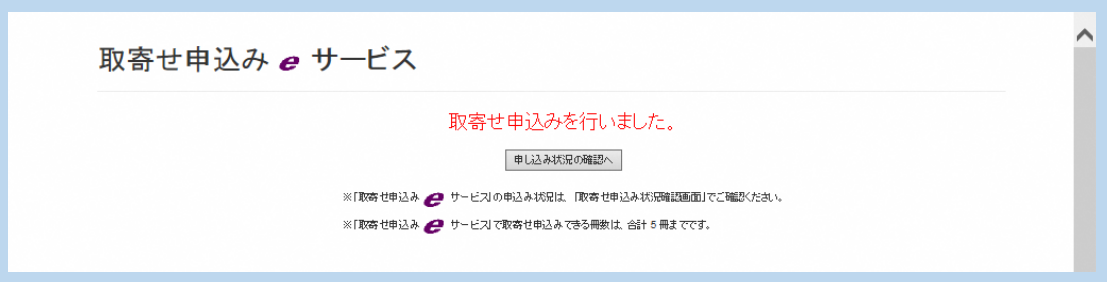 取寄せ申込み e サービス
取寄せ申込みを行いました。
申し込み状況の確認へ
※「取寄せ申込み e サービス」の申込み状況は、「取寄せ申込み状況確認画面」でご確認ください。
※「取寄せ申込み e サービス」で取寄せ申込みできる冊数は、合計 5 冊までです。